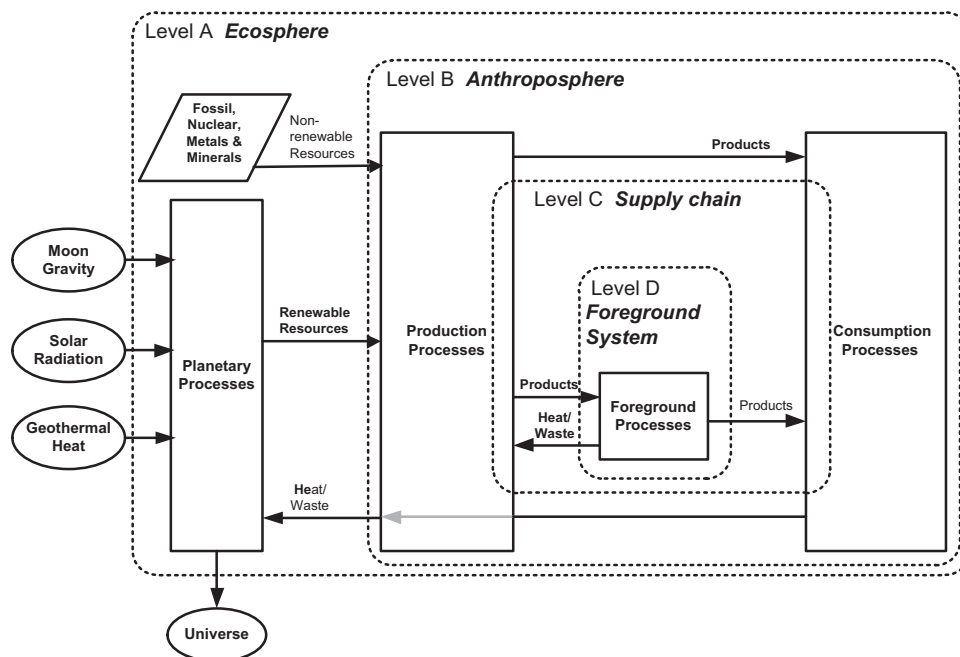 Level A Ecosphere
Level B Anthroposphere
Fossil,
Nuclear,
Metals &
Minerals
Non-
renewable
Resources
Products
Level C Supply chain
Moon
Gravity
Level D
Foreground
System
Renewable
Resources
Production
Processes
Consumption
Processes
Solar
Radiation
Planetary
Processes
Products
Foreground
Processes
Products
Heat/
Waste
Geothermal
Heat
Heat/
Waste
Universe